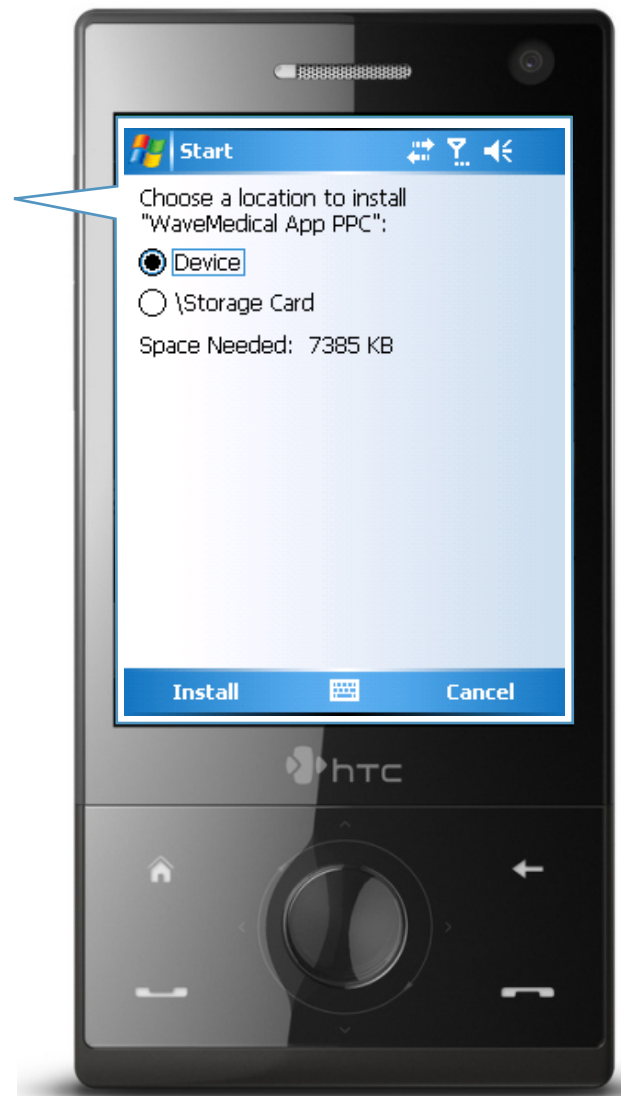 Start
Choose a location to install
"WaveMedical App PPC":
Device
\Storage Card
Space Needed: 7385 KB
Install Cancel
hTC